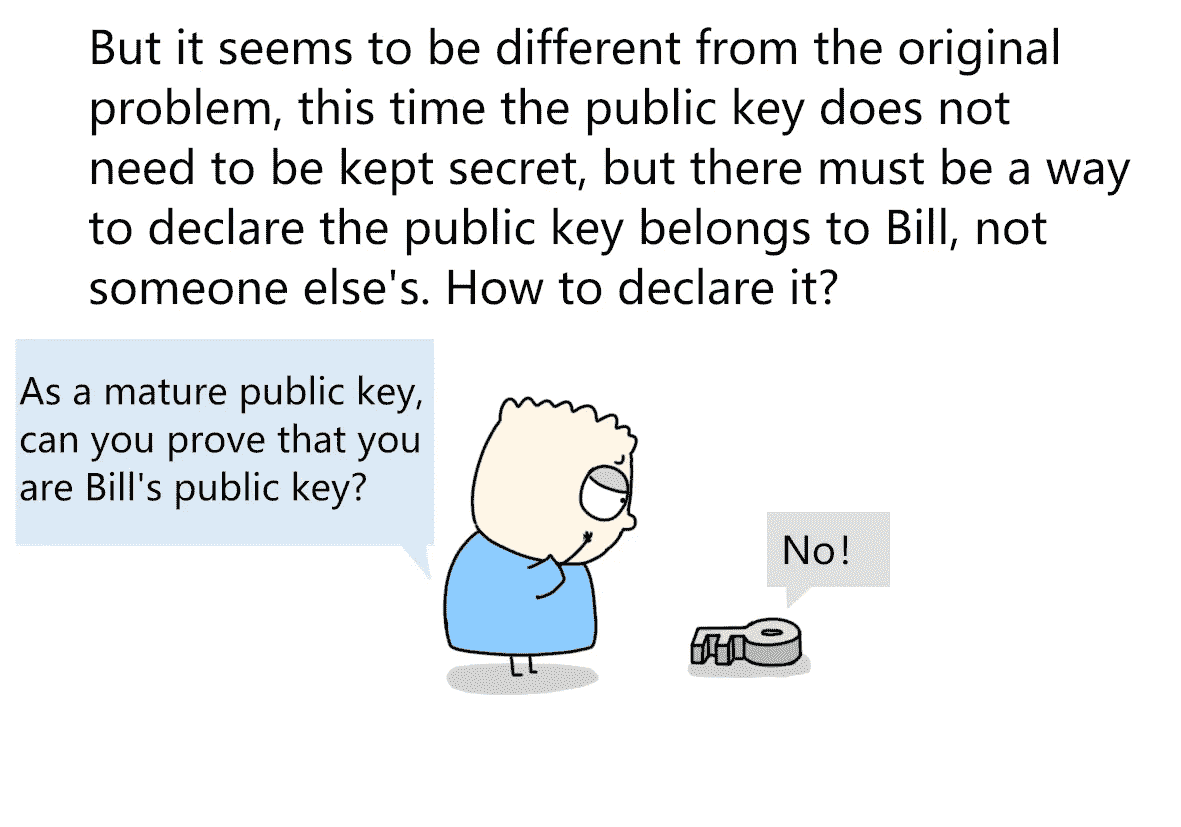 But it seems to be different from the original
problem, this time the public key does not
need to be kept secret, but there must be a way
to declare the public key belongs to Bill, not
someone else's. How to declare it?
As a mature public key,
can you prove that you
are Bill's public key?
No!